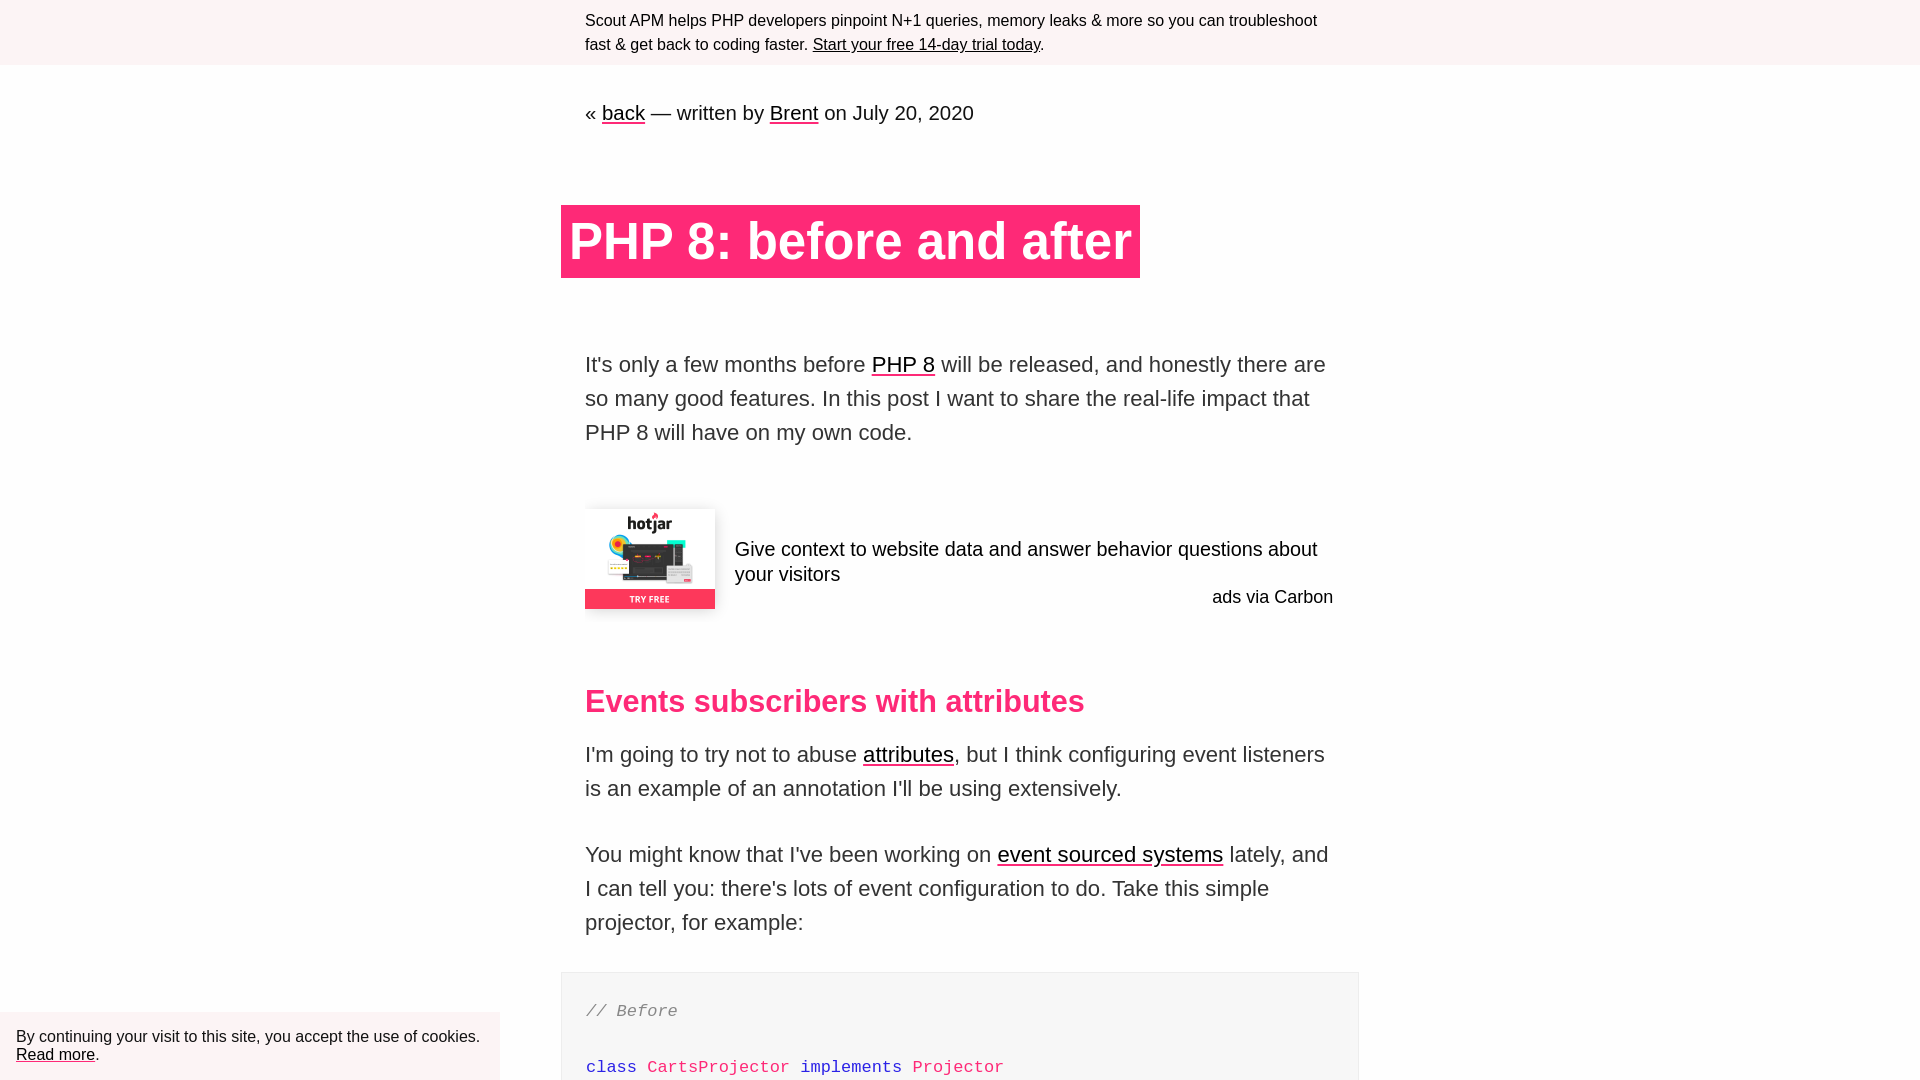 Scout APM helps PHP developers pinpoint N+1 queries, memory leaks & more so you can troubleshoot
fast & get back to coding faster. Start your free 14-day trial today.
« back — written by Brent on July 20, 2020
PHP 8: before and after
It's only a few months before PHP 8 will be released, and honestly there are
so many good features. In this post I want to share the real-life impact that
PHP 8 will have on my own code.
hotjar
TRY FREE
Give context to website data and answer behavior questions about
your visitors
ads via Carbon
Events subscribers with attributes
I'm going to try not to abuse attributes, but I think configuring event listeners
is an example of an annotation I'll be using extensively.
You might know that I've been working on event sourced systems lately, and
I can tell you: there's lots of event configuration to do. Take this simple
projector, for example:
// Before
class CartsProjector implements Projector
By continuing your visit to this site, you accept the use of cookies.
Read more.